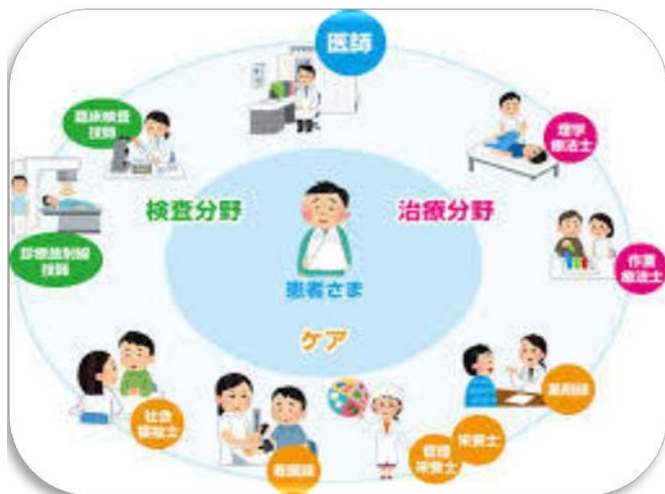 医師
臨床検査
技師
理学
療法士
検査分野
治療分野
診療放射線
技師
作業
療法士
患者さま
ケア
薬剤師
社会
福祉士
栄養士
管理
栄養士
看護師